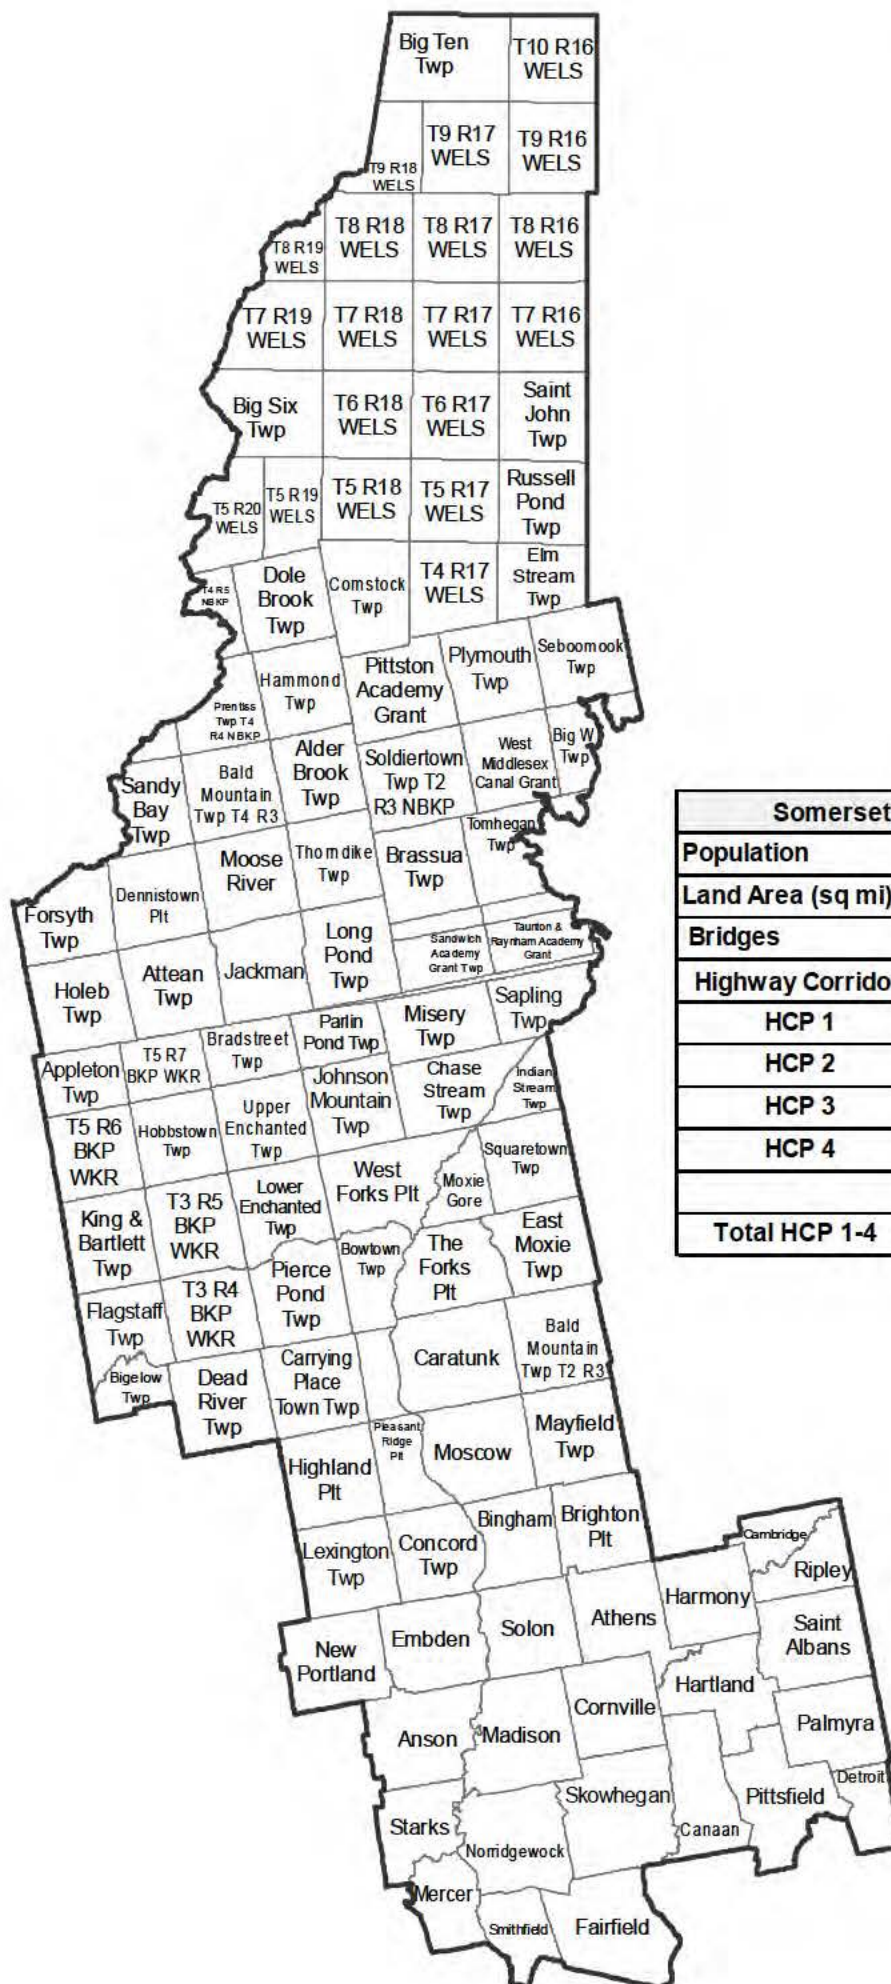 Big Ten
Twp
T10 R16
WELS
T9 R18
WELS
T9 R17
WELS
T9 R16
WELS
T8 R19
WELS
T8 R18
WELS
T8 R17
WELS
T8 R16
WELS
T7 R19
WELS
T7 R18
WELS
T7 R17
WELS
T7 R16
WELS
Big Six
Twp
T6 R18
WELS
T6 R17
WELS
Saint
John
Twp
T5 R20
WELS
T5 R19
WELS
T5 R18
WELS
T5 R17
WELS
Russell
Pond
Twp
T4 R5
NBKP
Dole
Brook
Twp
Comstock
Twp
T4 R17
WELS
Elm
Stream
Twp
Prentiss
Twp T4
R4 NBKP
Hammond
Twp
Pittston
Academy
Grant
Plymouth
Twp
Seboomook
Twp
Sandy
Bay
Twp
Bald
Mountain
Twp T4 R3
Alder
Brook
Twp
Soldiertown
Twp T2
R3 NBKP
West
Middlesex
Canal Grant
Big W
Twp
Forsyth
Twp
Dennistown
Plt
Moose
River
Thorndike
Twp
Brassua
Twp
Tomhegan
Twp
Holeb
Twp
Attean
Twp
Jackman
Long
Pond
Twp
Sandwich
Academy
Grant Twp
Taunton &
Raynham Academy
Grant
Appleton
Twp
T5 R7
BKP WKR
Bradstreet
Twp
Parlin
Pond Twp
Misery
Twp
Sapling
Twp
T5 R6
BKP
WKR
Hobbstown
Twp
Upper
Enchanted
Twp
Johnson
Mountain
Twp
Chase
Stream
Twp
Indian
Stream
Twp
King &
Bartlett
Twp
T3 R5
BKP
WKR
Lower
Enchanted
Twp
West
Forks Plt
Moxie
Gore
Squaretown
Twp
Flagstaff
Twp
T3 R4
BKP
WKR
Pierce
Pond
Twp
Bowtown
Twp
The
Forks
Plt
East
Moxie
Twp
Bigelow
Twp
Dead
River
Twp
Carrying
Place
Town Twp
Caratunk
Bald
Mountain
Twp T2 R3
Highland
Plt
Pleasant
Ridge
Plt
Moscow
Mayfield
Twp
Lexington
Twp
Concord
Twp
Bingham
Brighton
Plt
Cambridge
Ripley
New
Portland
Embden
Solon
Athens
Harmony
Saint
Albans
Anson
Madison
Cornville
Hartland
Palmyra
Starks
Norridgewock
Skowhegan
Canaan
Pittsfield
Detroit
Mercer
Smithfield
Fairfield
Somerset
Population
Land Area (sq mi)
Bridges
Highway Corrido
HCP 1
HCP 2
HCP 3
HCP 4
Total HCP 1-4